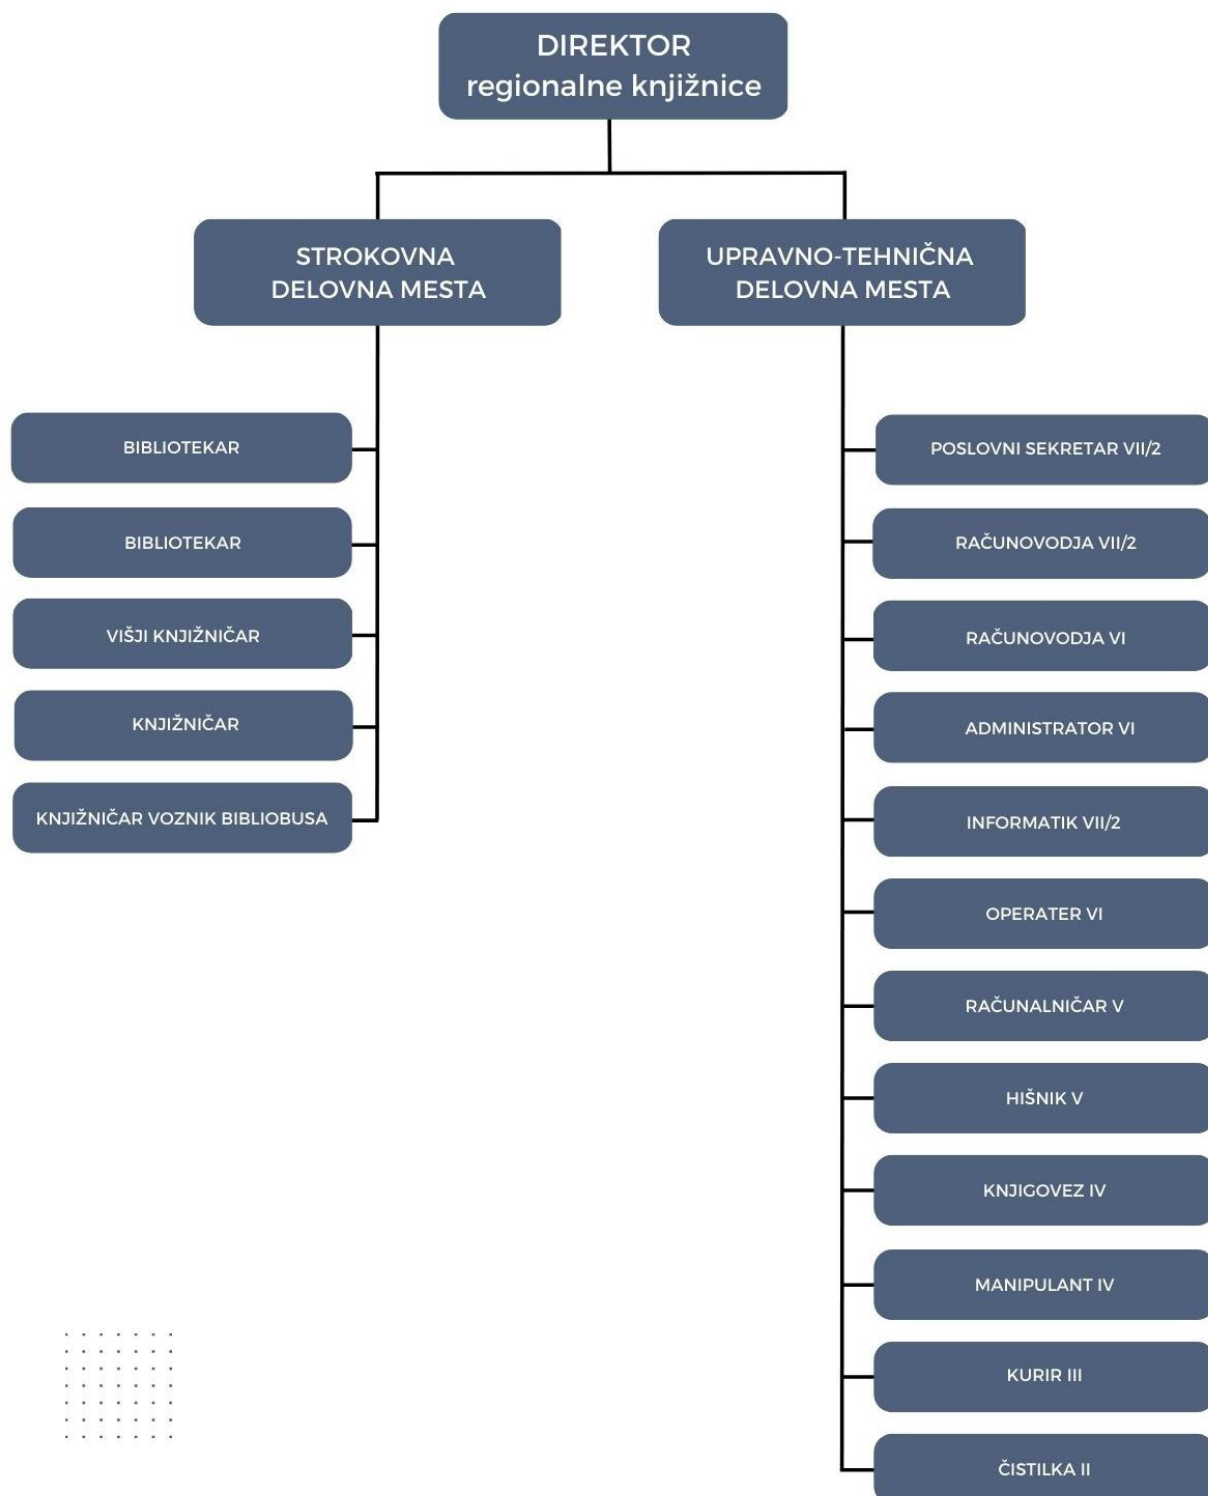 DIREKTOR
regionalne knjižnice
STROKOVNA
DELOVNA MESTA
BIBLIOTEKAR
BIBLIOTEKAR
VIŠJI KNJIŽNIČAR
KNJIŽNIČAR
KNJIŽNIČAR VOZNIK BIBLIOBUSA
UPRAVNO-TEHNIČNA
DELOVNA MESTA
POSLOVNI SEKRETAR VII/2
RAČUNOVODJA VII/2
RAČUNOVODJA VI
ADMINISTRATOR VI
INFORMATIK VII/2
OPERATER VI
RAČUNALNIČAR V
HIŠNIK V
KNJIGOVEZ IV
MANIPULANT IV
KURIR III
ČISTILKA II